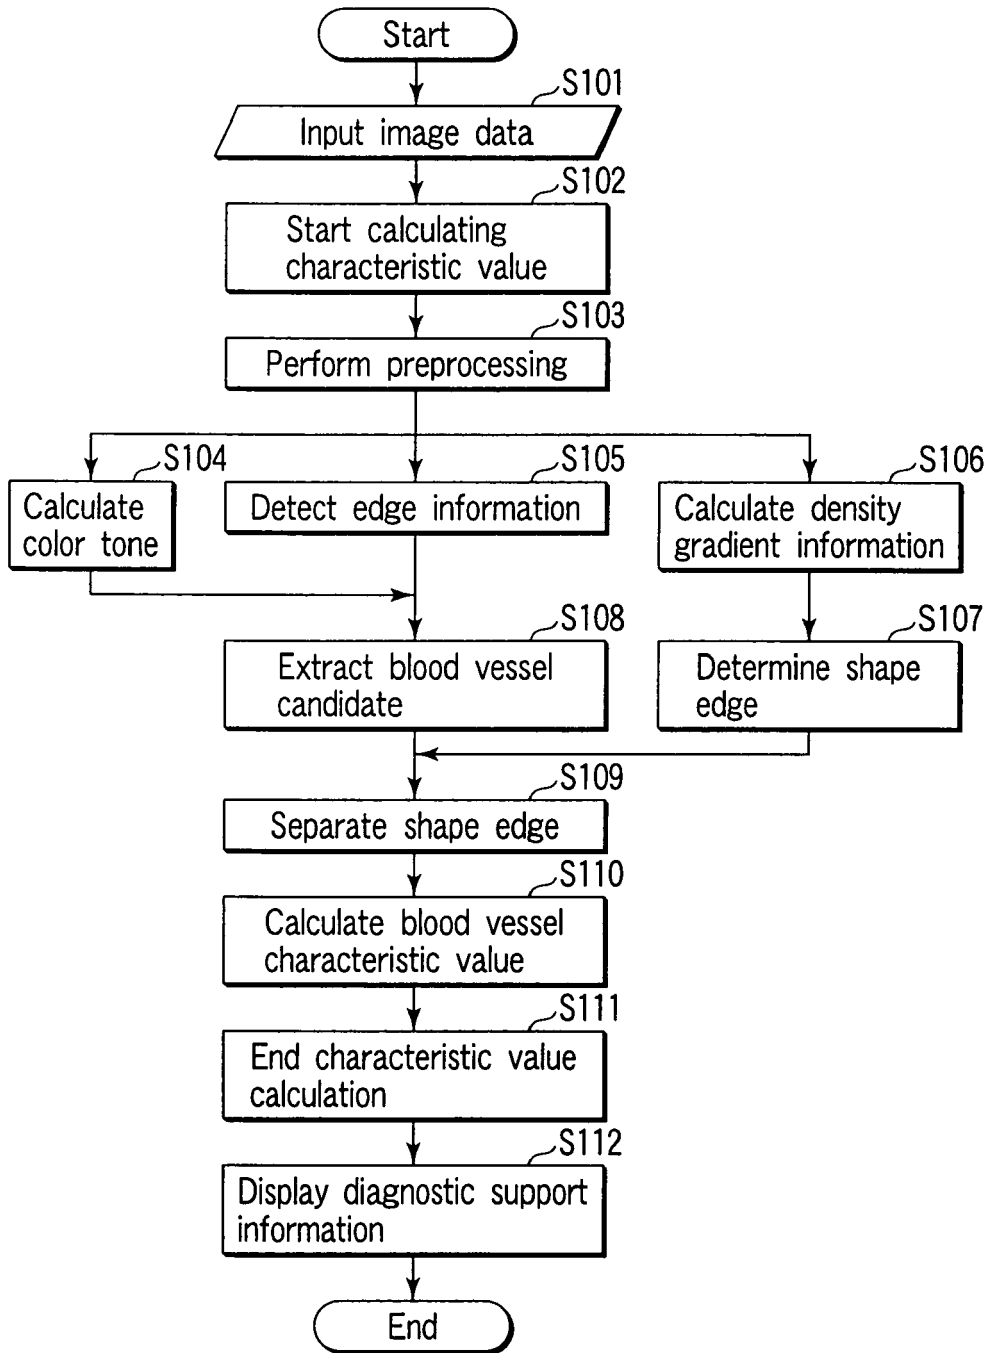 Start
S101
Input image data
S102
Start calculating
characteristic value
S103
Perform preprocessing
S104
Calculate
color tone
S105
Detect edge information
S106
Calculate density
gradient information
S108
Extract blood vessel
candidate
S107
Determine shape
edge
S109
Separate shape edge
S110
Calculate blood vessel
characteristic value
S111
End characteristic value
calculation
S112
Display diagnostic support
information
End